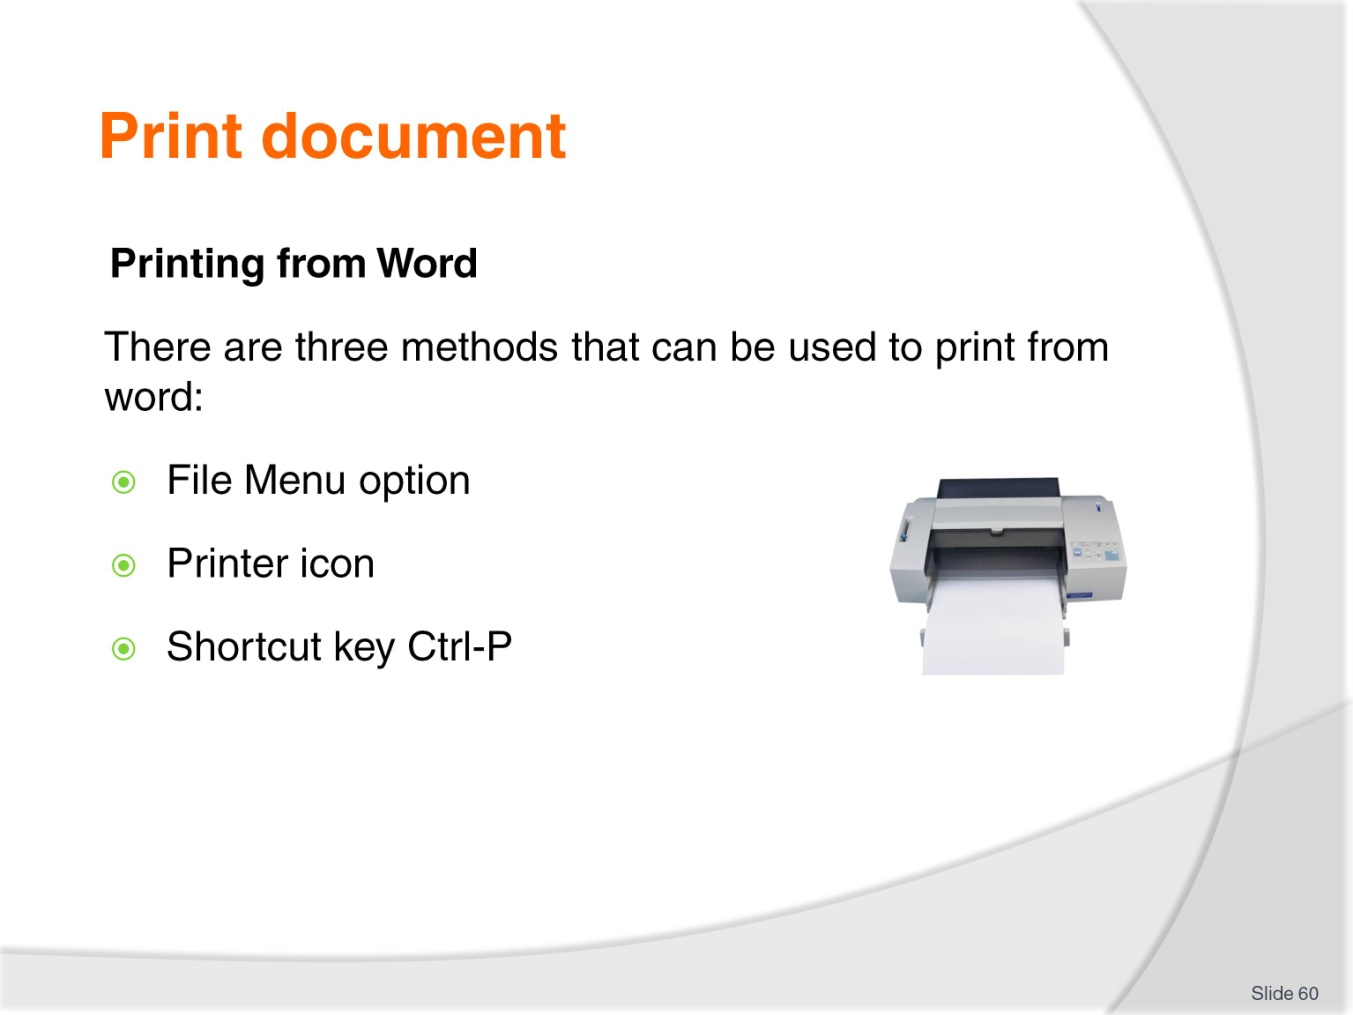 Print document
Printing from Word
There are three methods that can be used to print from
word:
File Menu option
Printer icon
Shortcut key Ctrl-P
Slide 60